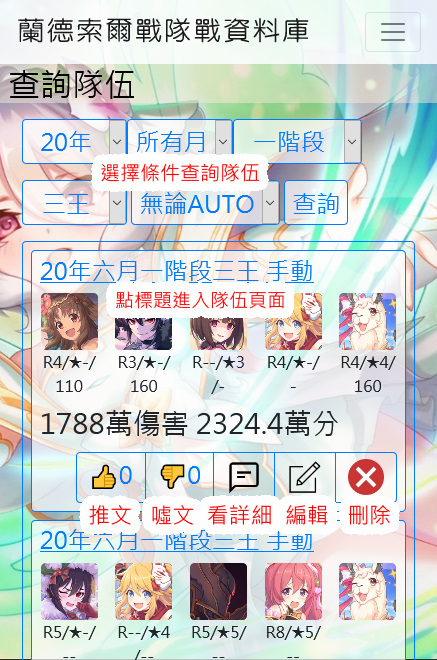 蘭德索爾戰隊戰資料庫
查詢隊伍
20年 所有月 一階段
選擇條件查詢隊伍
三王 無論AUTO 查詢
20年六月一階段三王 手動
點標題進入隊伍頁面
R4/★-/ R3/★-/ R--/★3 R4/★-/ R4/★4/
110 160 /- - 160
1788萬傷害 2324.4萬分
0 0
推文 噓文 看詳細 編輯 刪除
20年六月一階段三王 手動
R5/★-/ R--/★4 R5/★5/ R8/★5/
-- /-- -- --